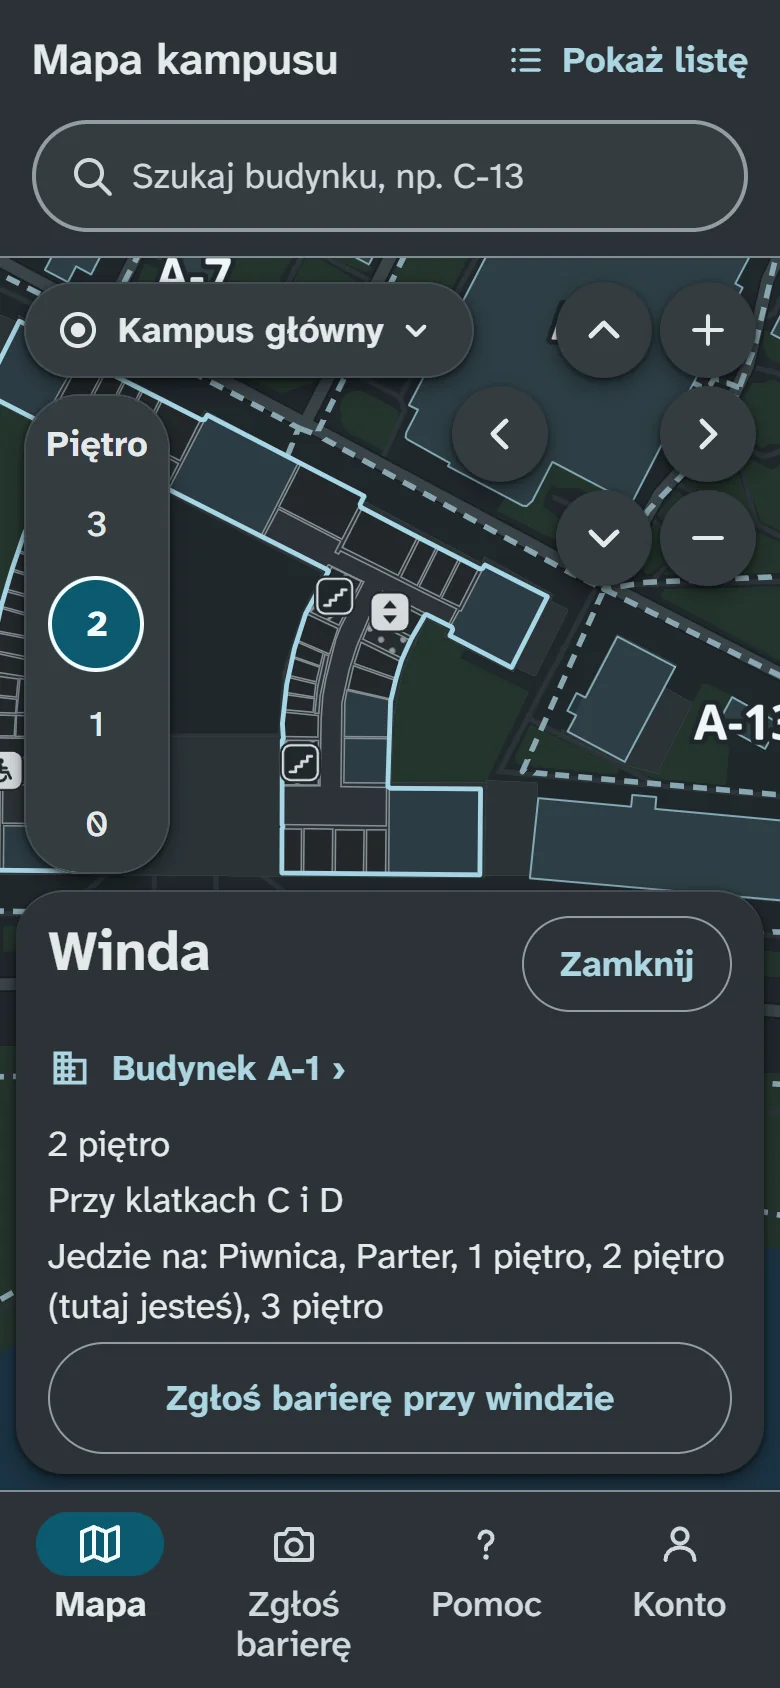 Mapa kampusu
Pokaż listę
Szukaj budynku, np. C-13
A-7
Kampus główny
Piętro
3
2
1
0
A-13
Winda
Zamknij
Budynek A-1 ›
2 piętro
Przy klatkach C i D
Jedzie na: Piwnica, Parter, 1 piętro, 2 piętro
(tutaj jesteś), 3 piętro
Zgłoś barierę przy windzie
Mapa
Zgłoś
barierę
Pomoc
Konto